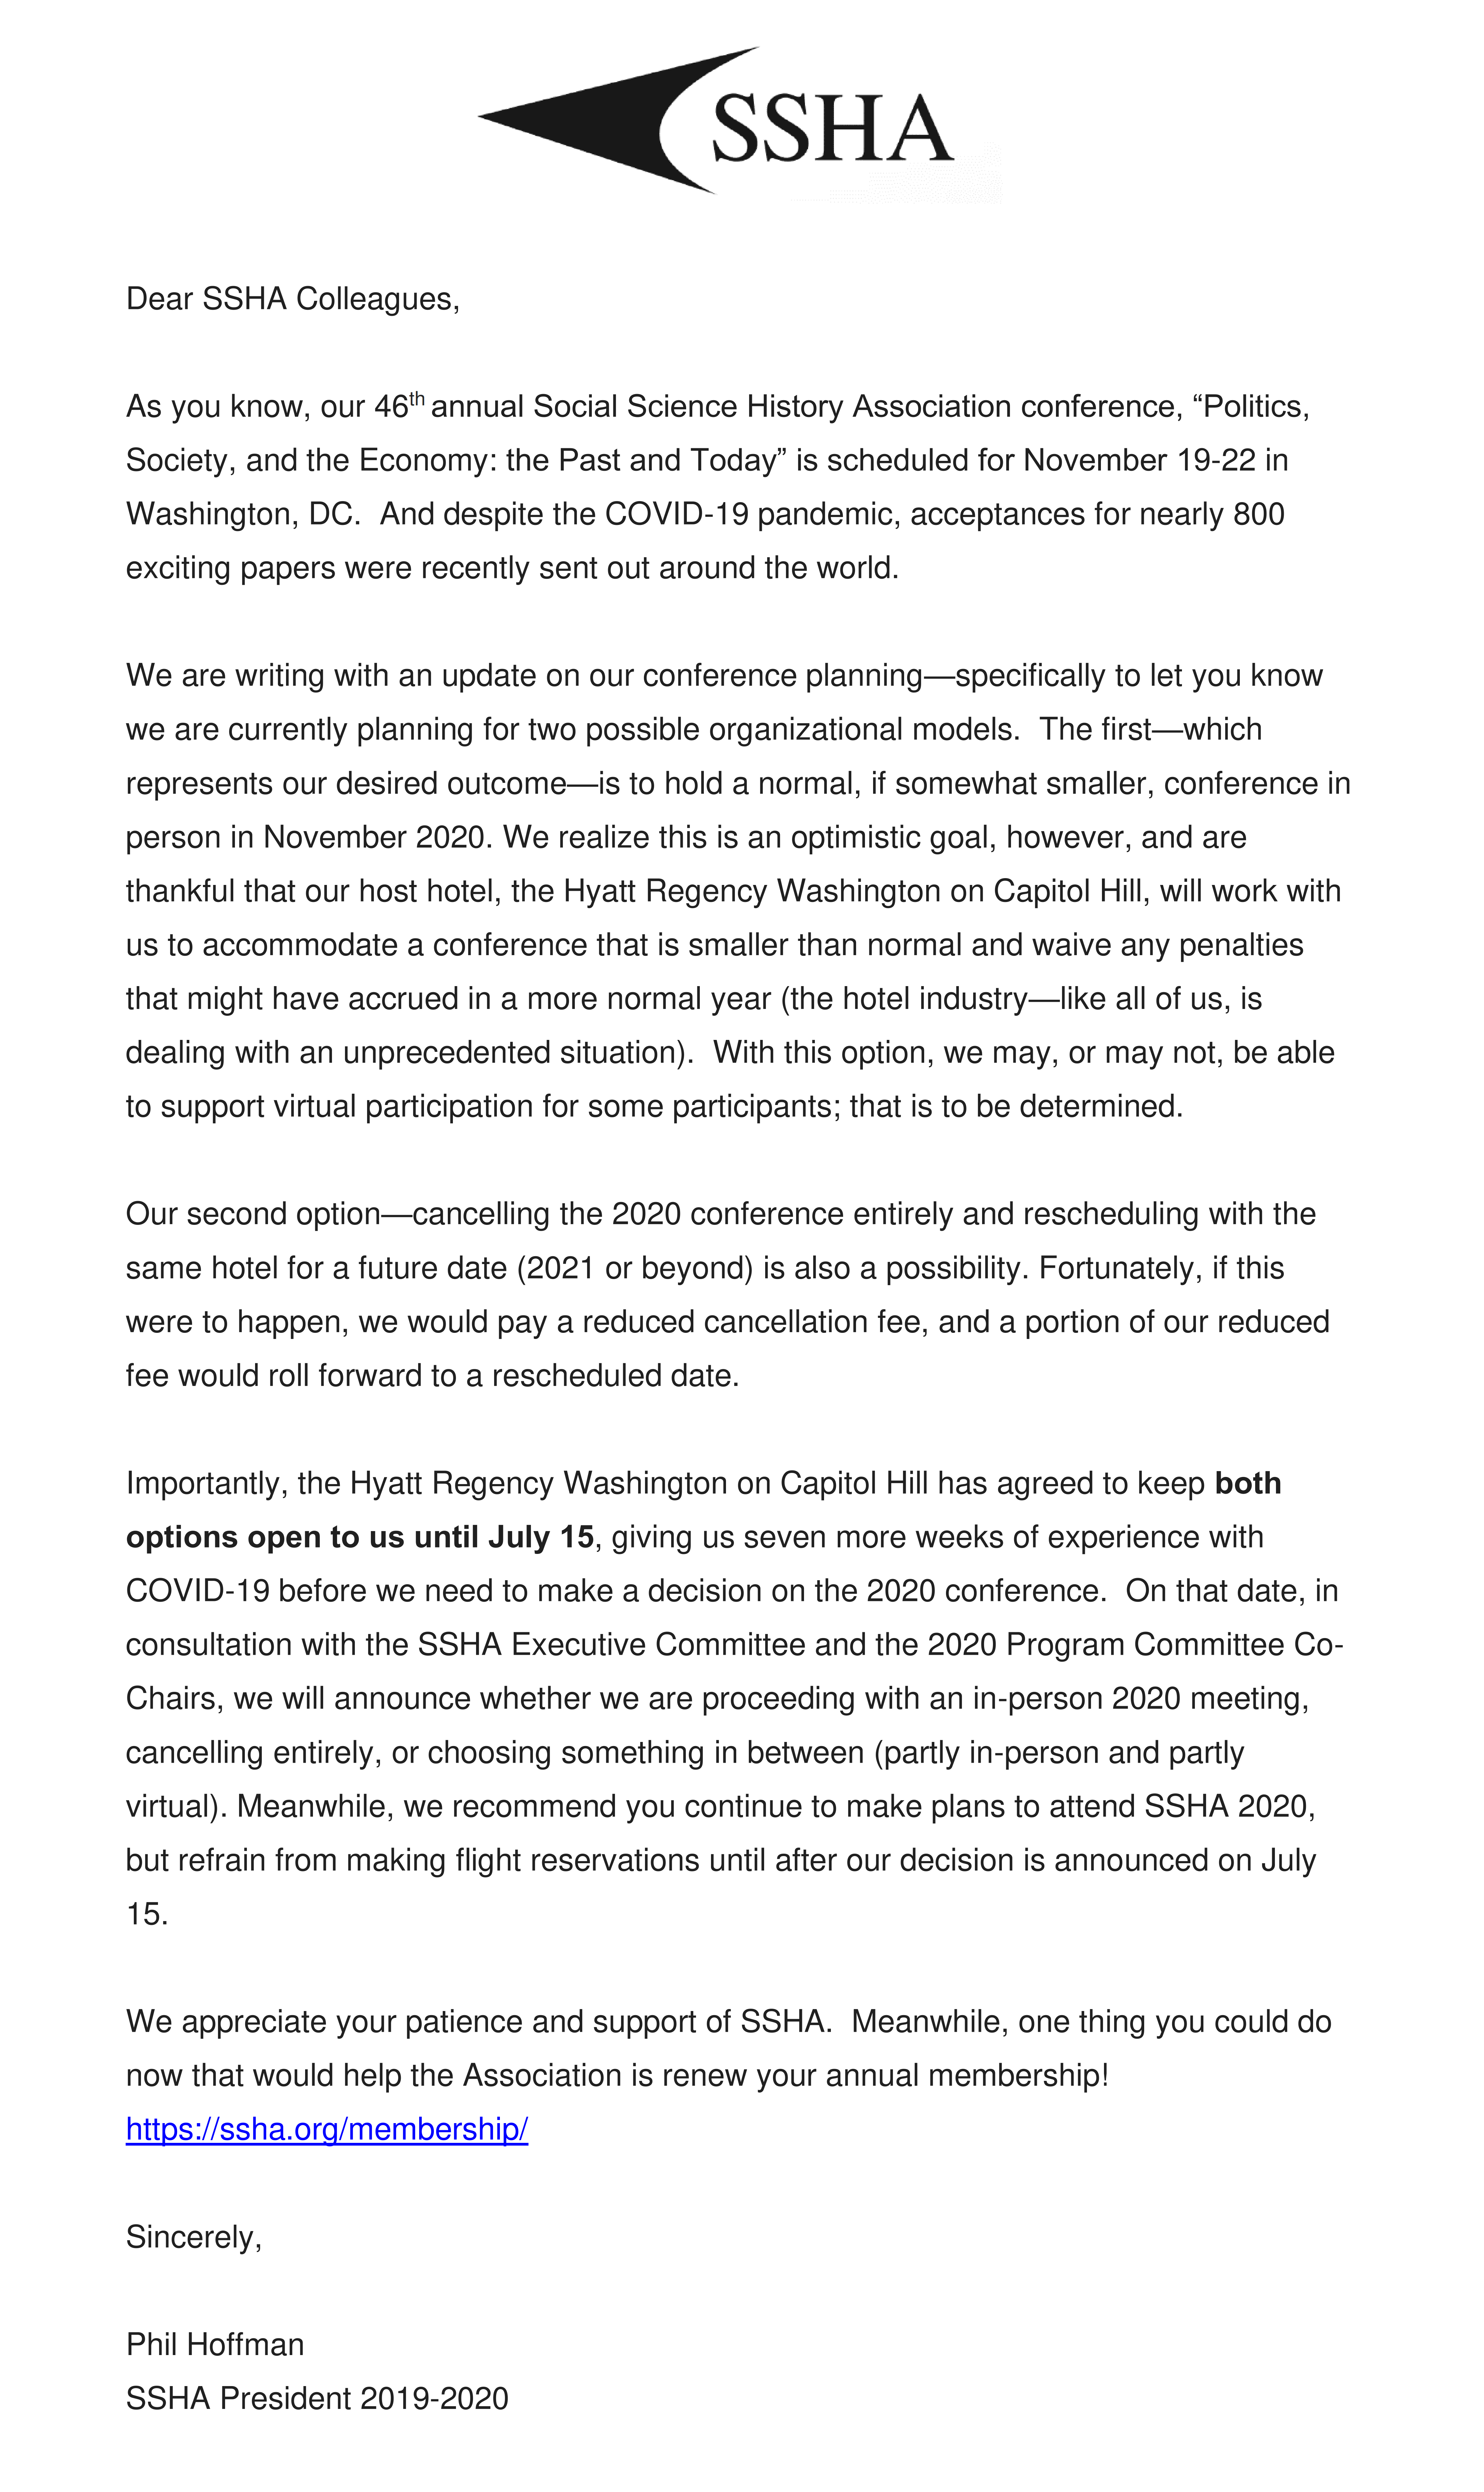 SSHA
Dear SSHA Colleagues,
As you know, our 46th annual Social Science History Association conference, “Politics,
Society, and the Economy: the Past and Today” is scheduled for November 19-22 in
Washington, DC.  And despite the COVID-19 pandemic, acceptances for nearly 800
exciting papers were recently sent out around the world.
We are writing with an update on our conference planning—specifically to let you know
we are currently planning for two possible organizational models.  The first—which
represents our desired outcome—is to hold a normal, if somewhat smaller, conference in
person in November 2020. We realize this is an optimistic goal, however, and are
thankful that our host hotel, the Hyatt Regency Washington on Capitol Hill, will work with
us to accommodate a conference that is smaller than normal and waive any penalties
that might have accrued in a more normal year (the hotel industry—like all of us, is
dealing with an unprecedented situation).  With this option, we may, or may not, be able
to support virtual participation for some participants; that is to be determined.
Our second option—cancelling the 2020 conference entirely and rescheduling with the
same hotel for a future date (2021 or beyond) is also a possibility. Fortunately, if this
were to happen, we would pay a reduced cancellation fee, and a portion of our reduced
fee would roll forward to a rescheduled date.
Importantly, the Hyatt Regency Washington on Capitol Hill has agreed to keep both
options open to us until July 15, giving us seven more weeks of experience with
COVID-19 before we need to make a decision on the 2020 conference.  On that date, in
consultation with the SSHA Executive Committee and the 2020 Program Committee Co-
Chairs, we will announce whether we are proceeding with an in-person 2020 meeting,
cancelling entirely, or choosing something in between (partly in-person and partly
virtual). Meanwhile, we recommend you continue to make plans to attend SSHA 2020,
but refrain from making flight reservations until after our decision is announced on July
15.
We appreciate your patience and support of SSHA.  Meanwhile, one thing you could do
now that would help the Association is renew your annual membership!
https://ssha.org/membership/
Sincerely,
Phil Hoffman
SSHA President 2019-2020